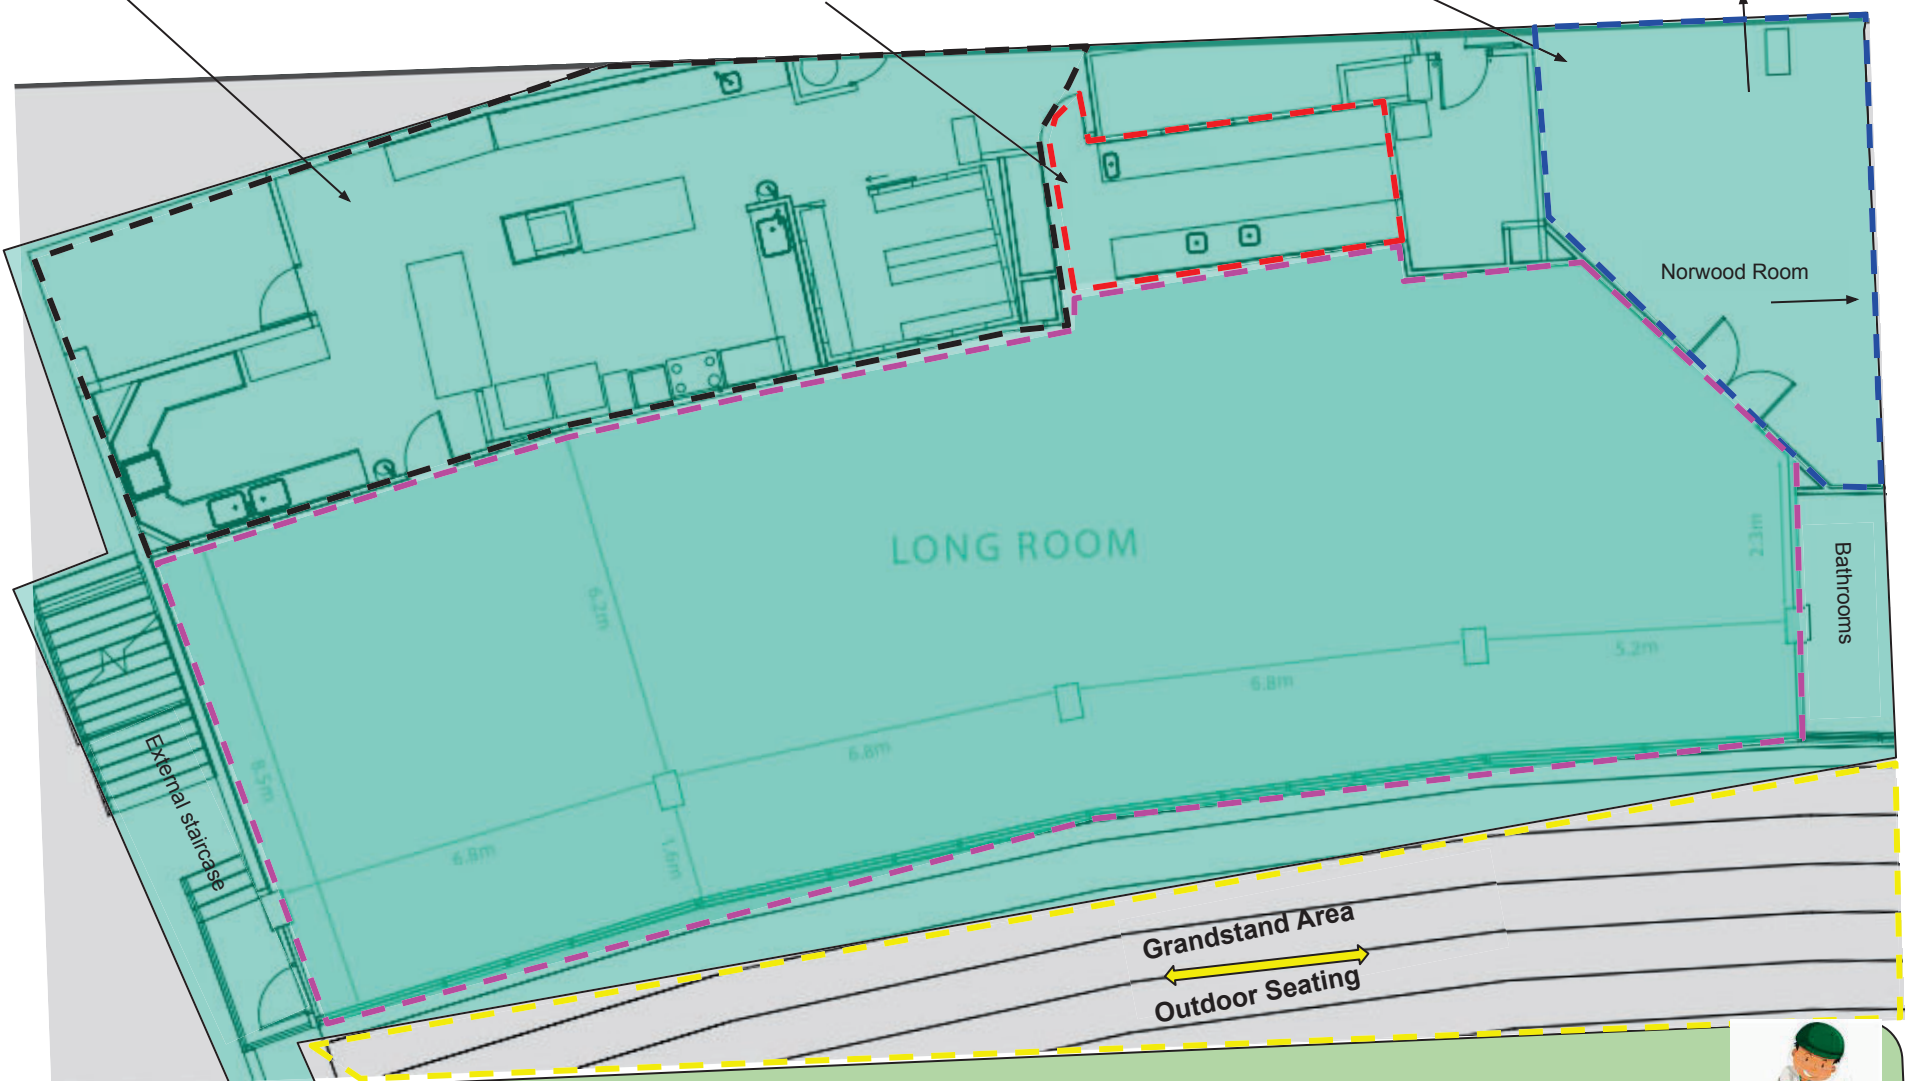 Norwood Room
LONG ROOM
2.3m
Bathrooms
6.2m
5.2m
6.8m
6.8m
External staircase
8.5m
6.8m
1.6m
Grandstand Area
Outdoor Seating